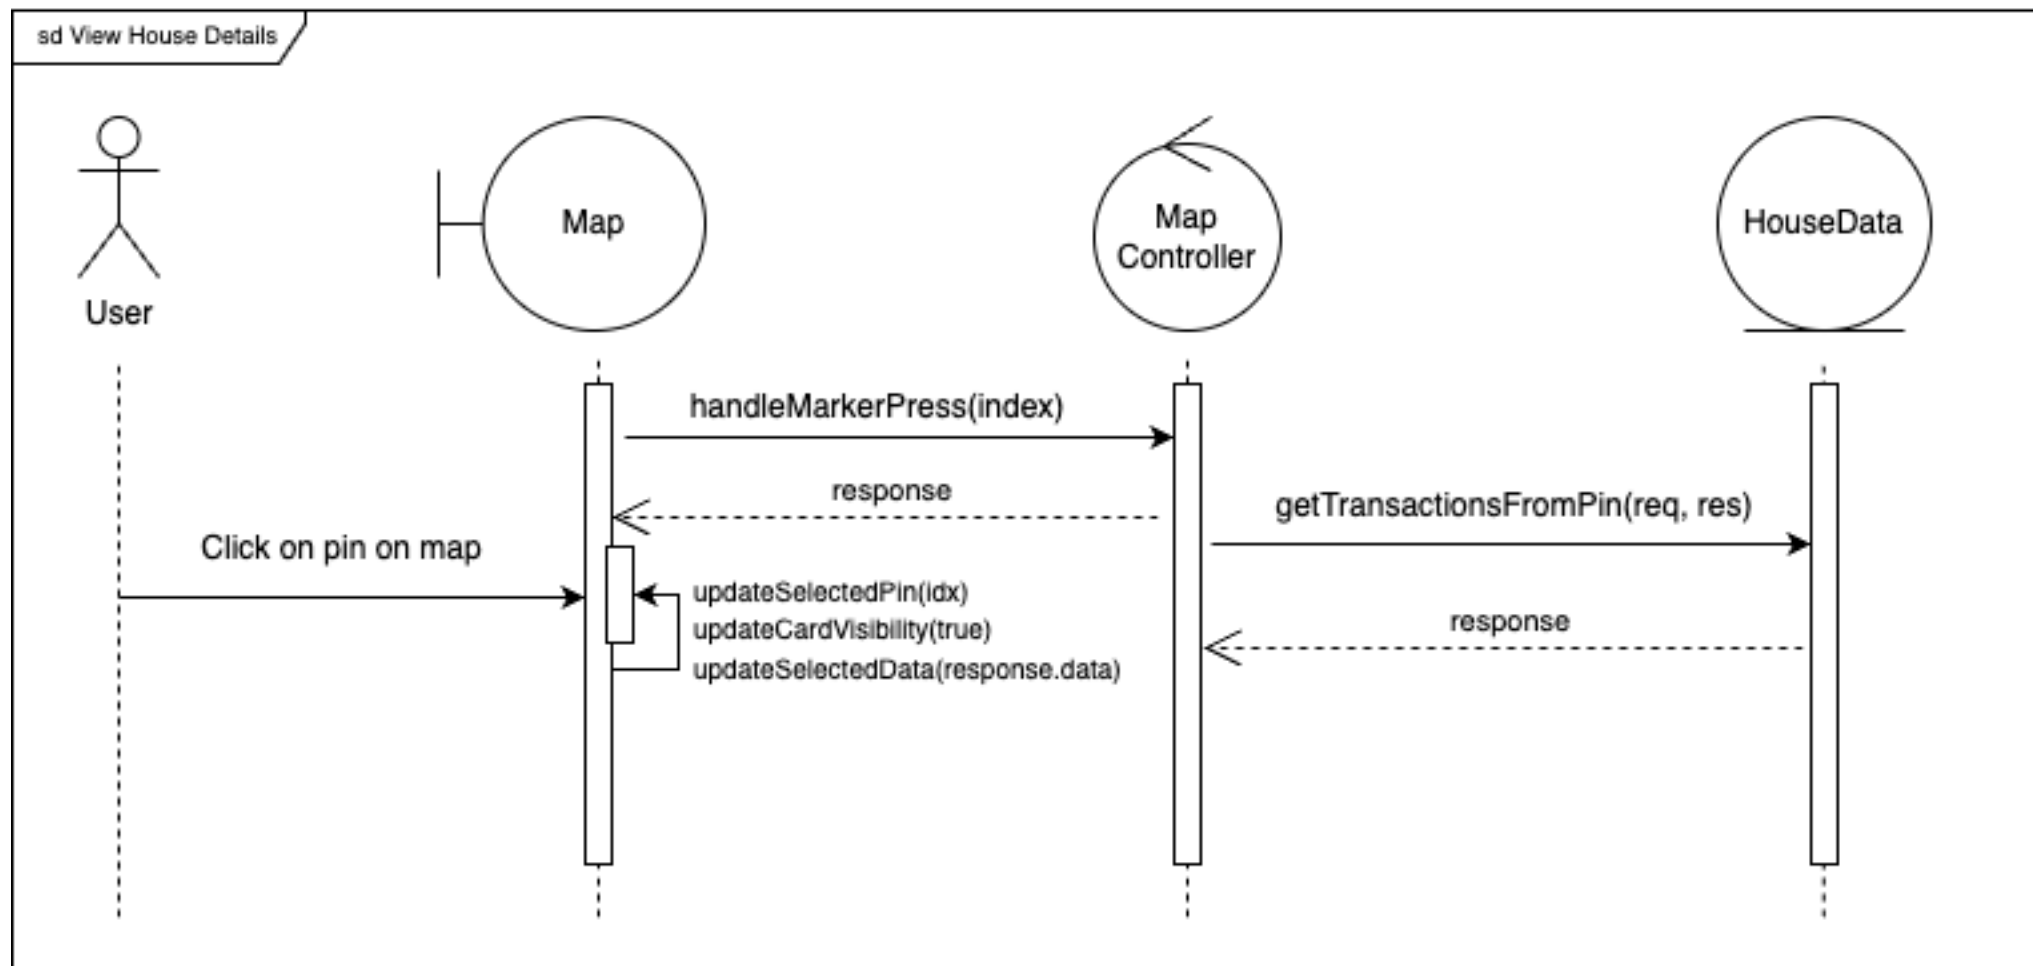 sd View House Details
User
Map
Map
Controller
HouseData
handleMarkerPress(index)
response
getTransactionsFromPin(req, res)
Click on pin on map
updateSelectedPin(idx)
updateCardVisibility(true)
updateSelectedData(response.data)
response